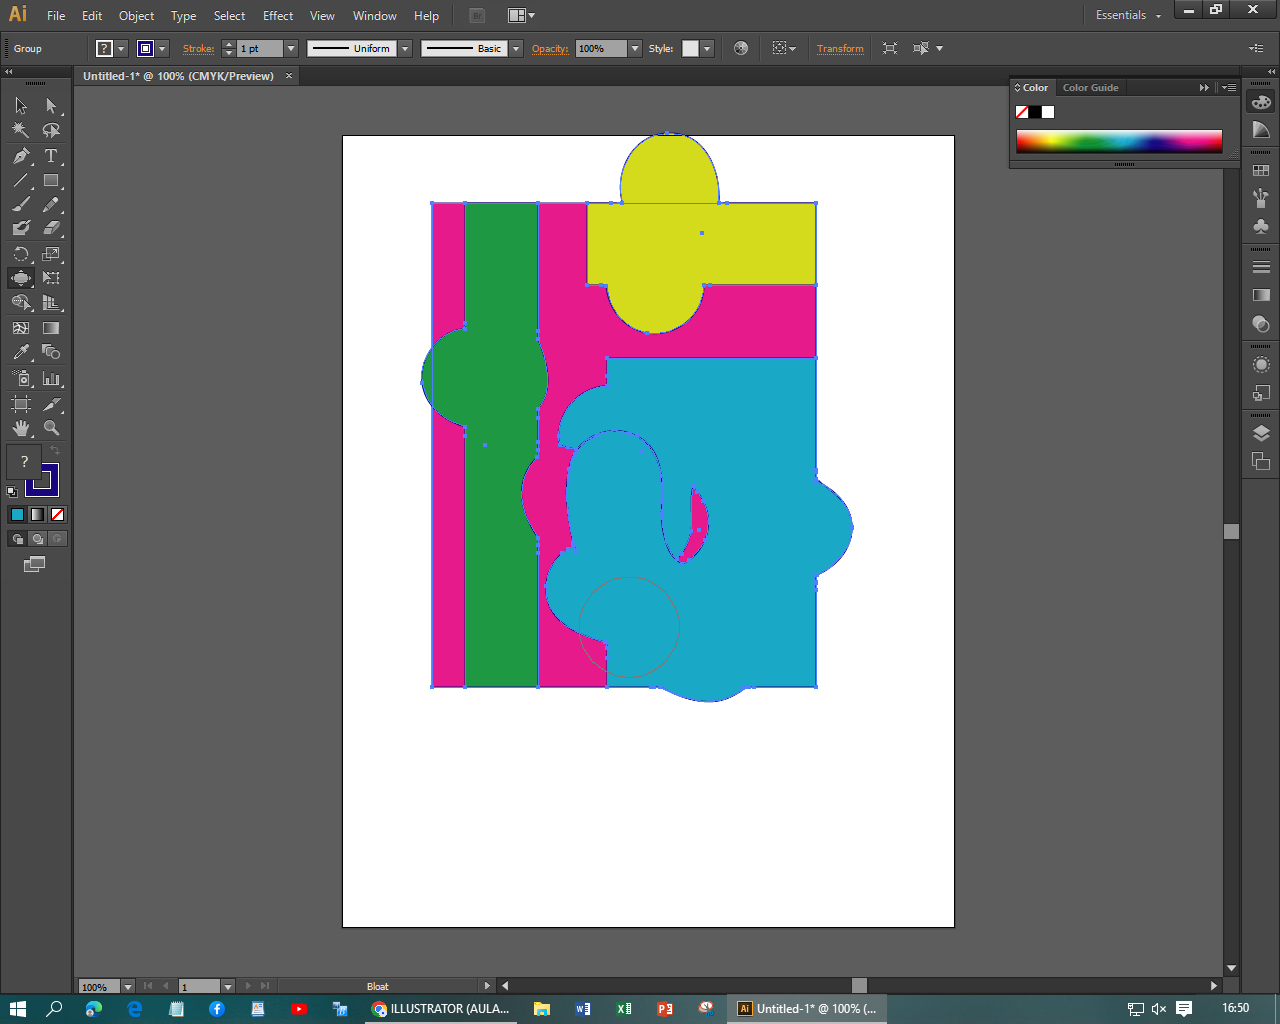 Ai File Edit Object Type Select Effect View Window Help Br Essentials
Group ? Stroke: 1 pt Uniform Basic Opacity: 100% Style: Transform
Untitled-1* @ 100% (CMYK/Preview) ×
Color Color Guide
T
?
100% 1 Bloat
ILLUSTRATOR (AULA... Ai Untitled-1* @ 100% (... 16:50